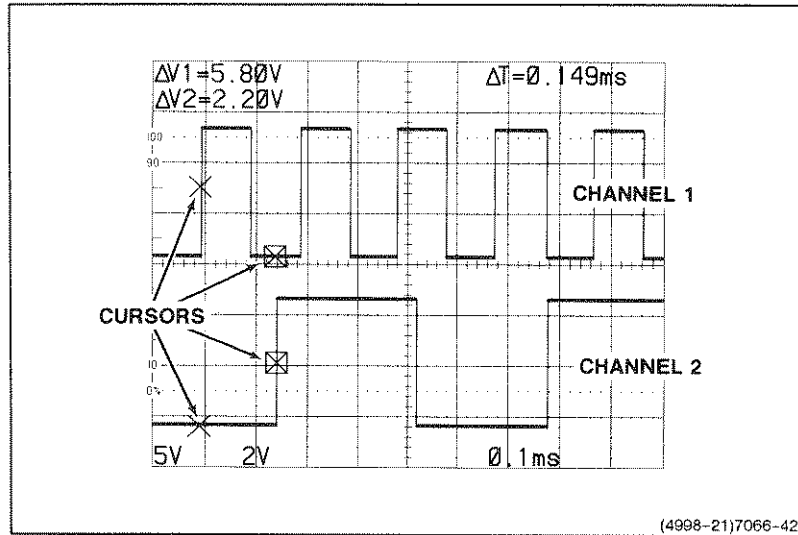 ΔV1=5.80V ΔT=0.149ms
ΔV2=2.20V
100
90
CHANNEL 1
CURSORS
CHANNEL 2
10
0%
5V 2V 0.1ms
(4998-21)7066-42